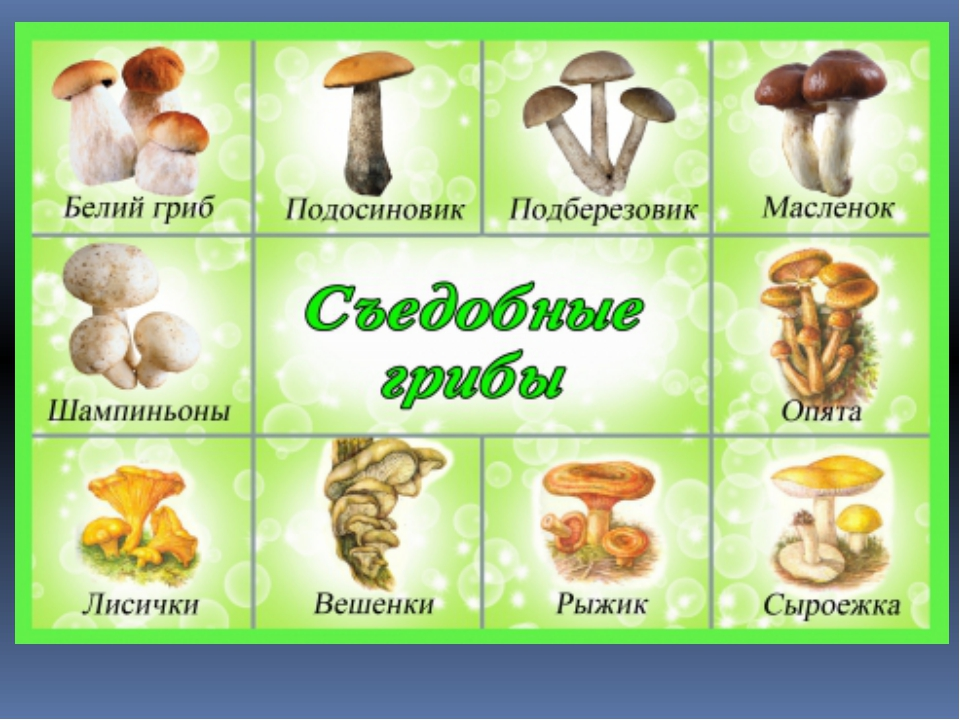 Белий гриб
Подосиновик
Подберезовик
Масленок
Шампиньоны
Съедобные
грибы
Опята
Лисички
Вешенки
Рыжик
Сыроежка